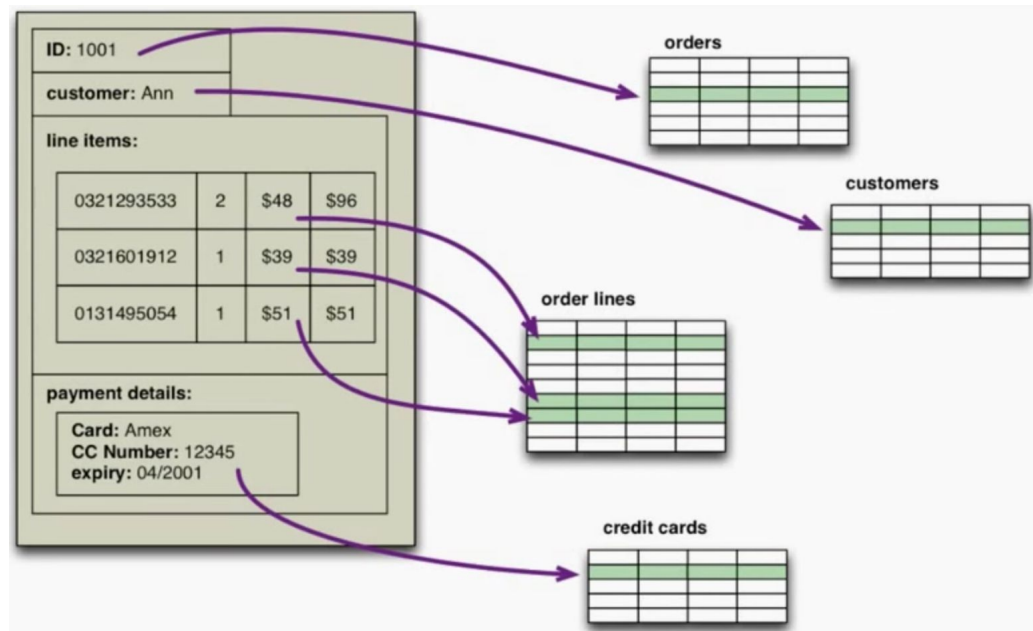 ID: 1001
customer: Ann
line items:
0321293533 2 $48 $96
0321601912 1 $39 $39
0131495054 1 $51 $51
payment details:
Card: Amex
CC Number: 12345
expiry: 04/2001
orders
customers
order lines
credit cards